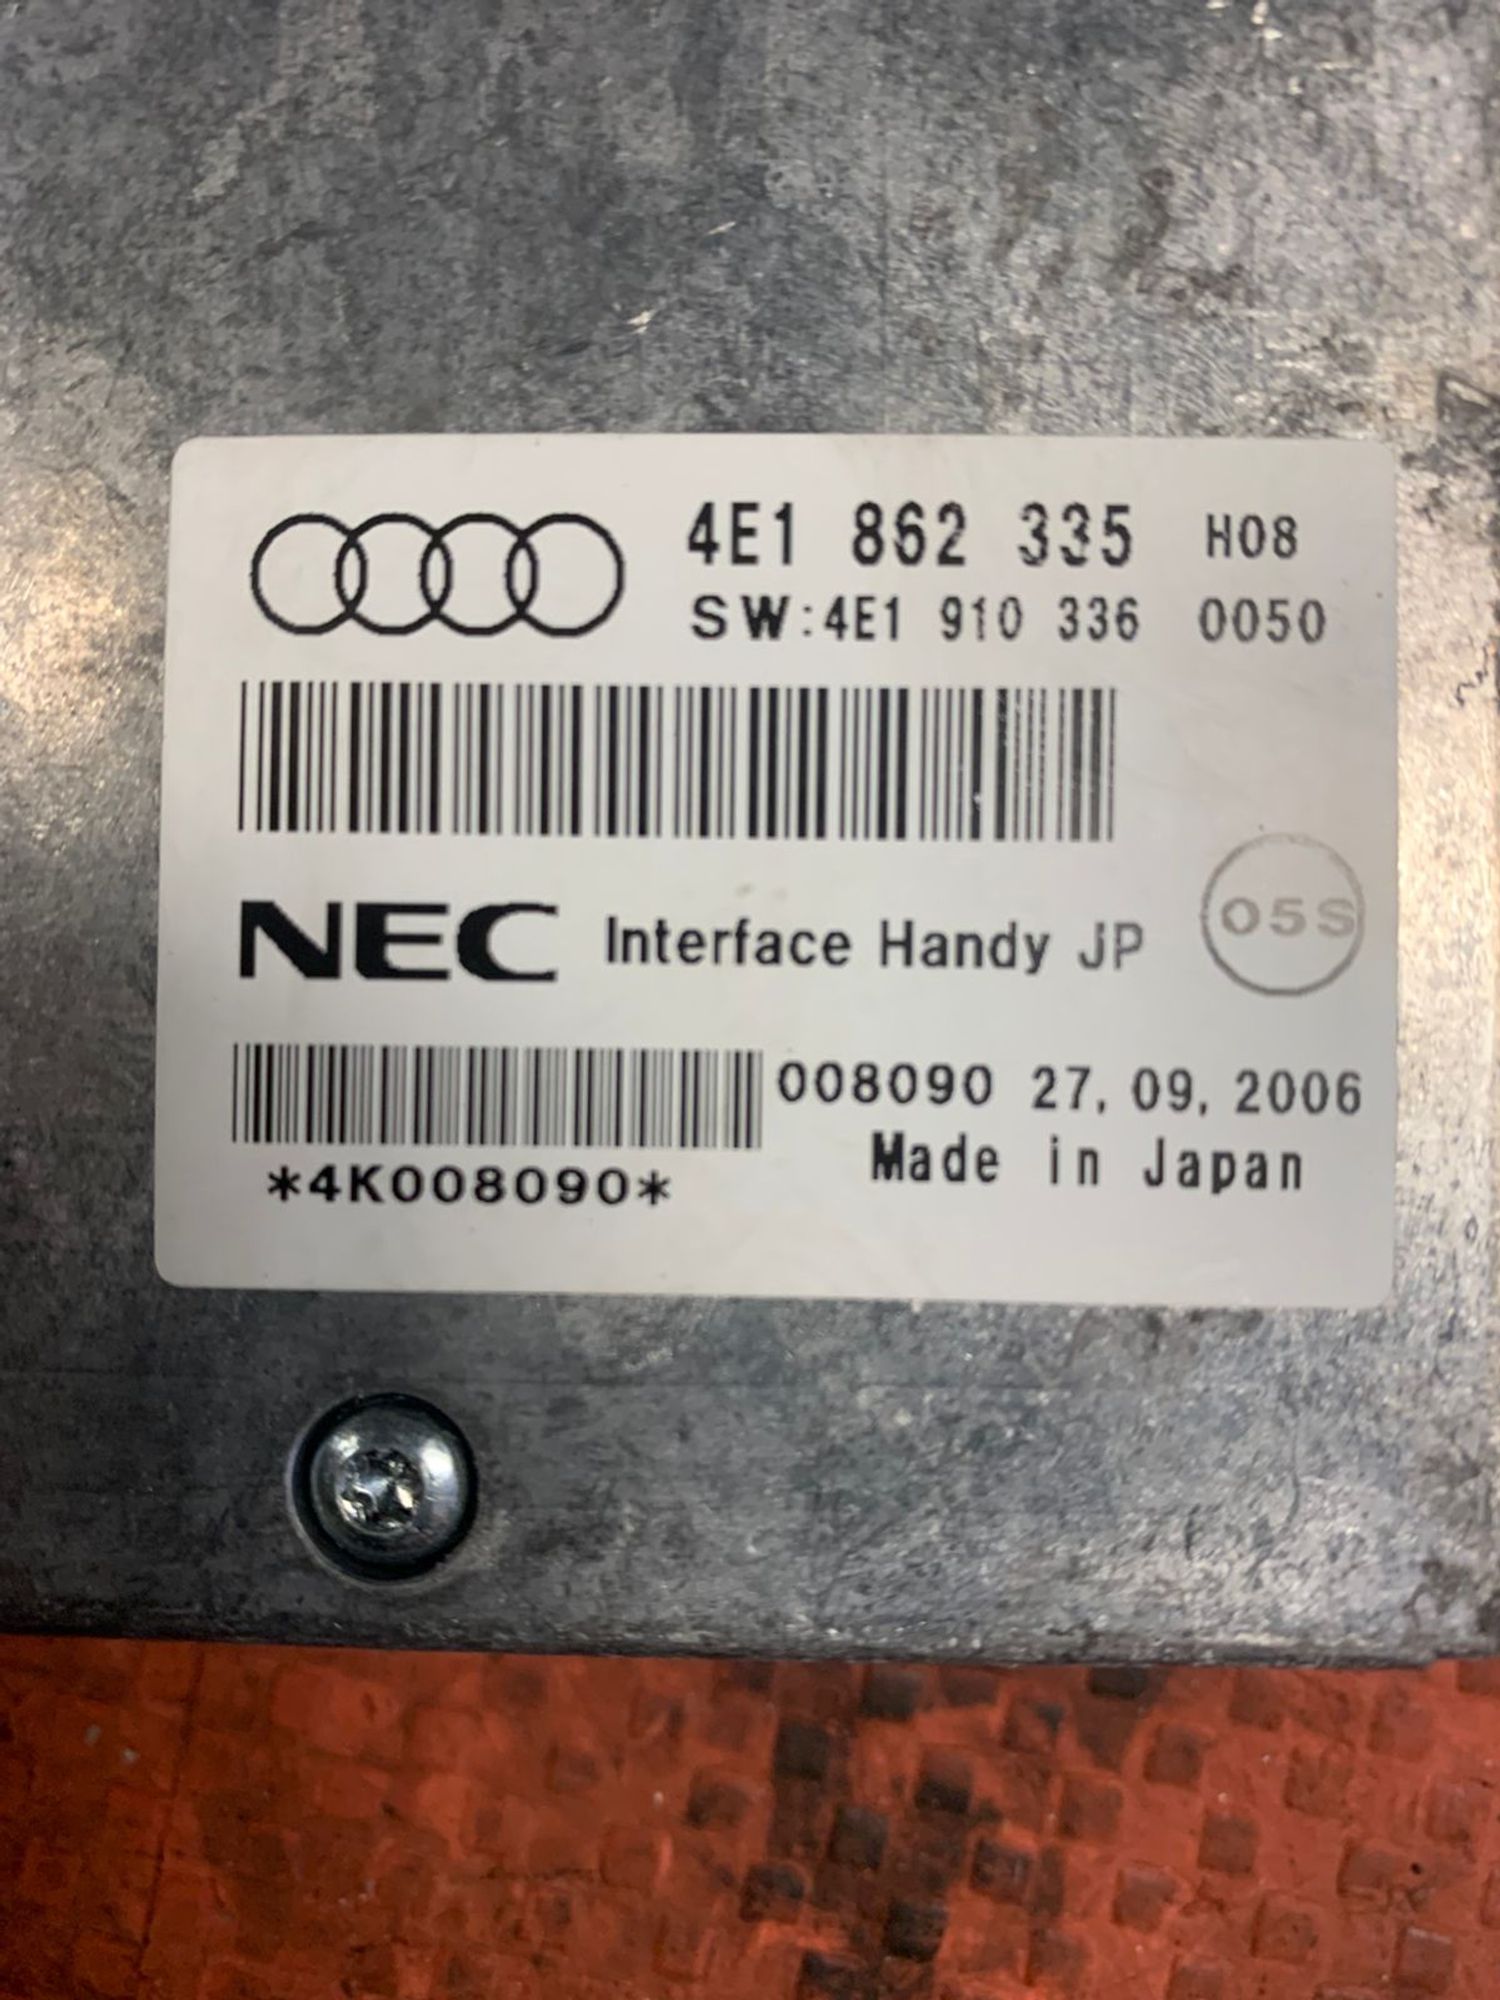 4E1 862 335 H08
SW:4E1 910 336 0050
NEC Interface Handy JP
05S
008090 27, 09, 2006
Made in Japan
*4K008090*